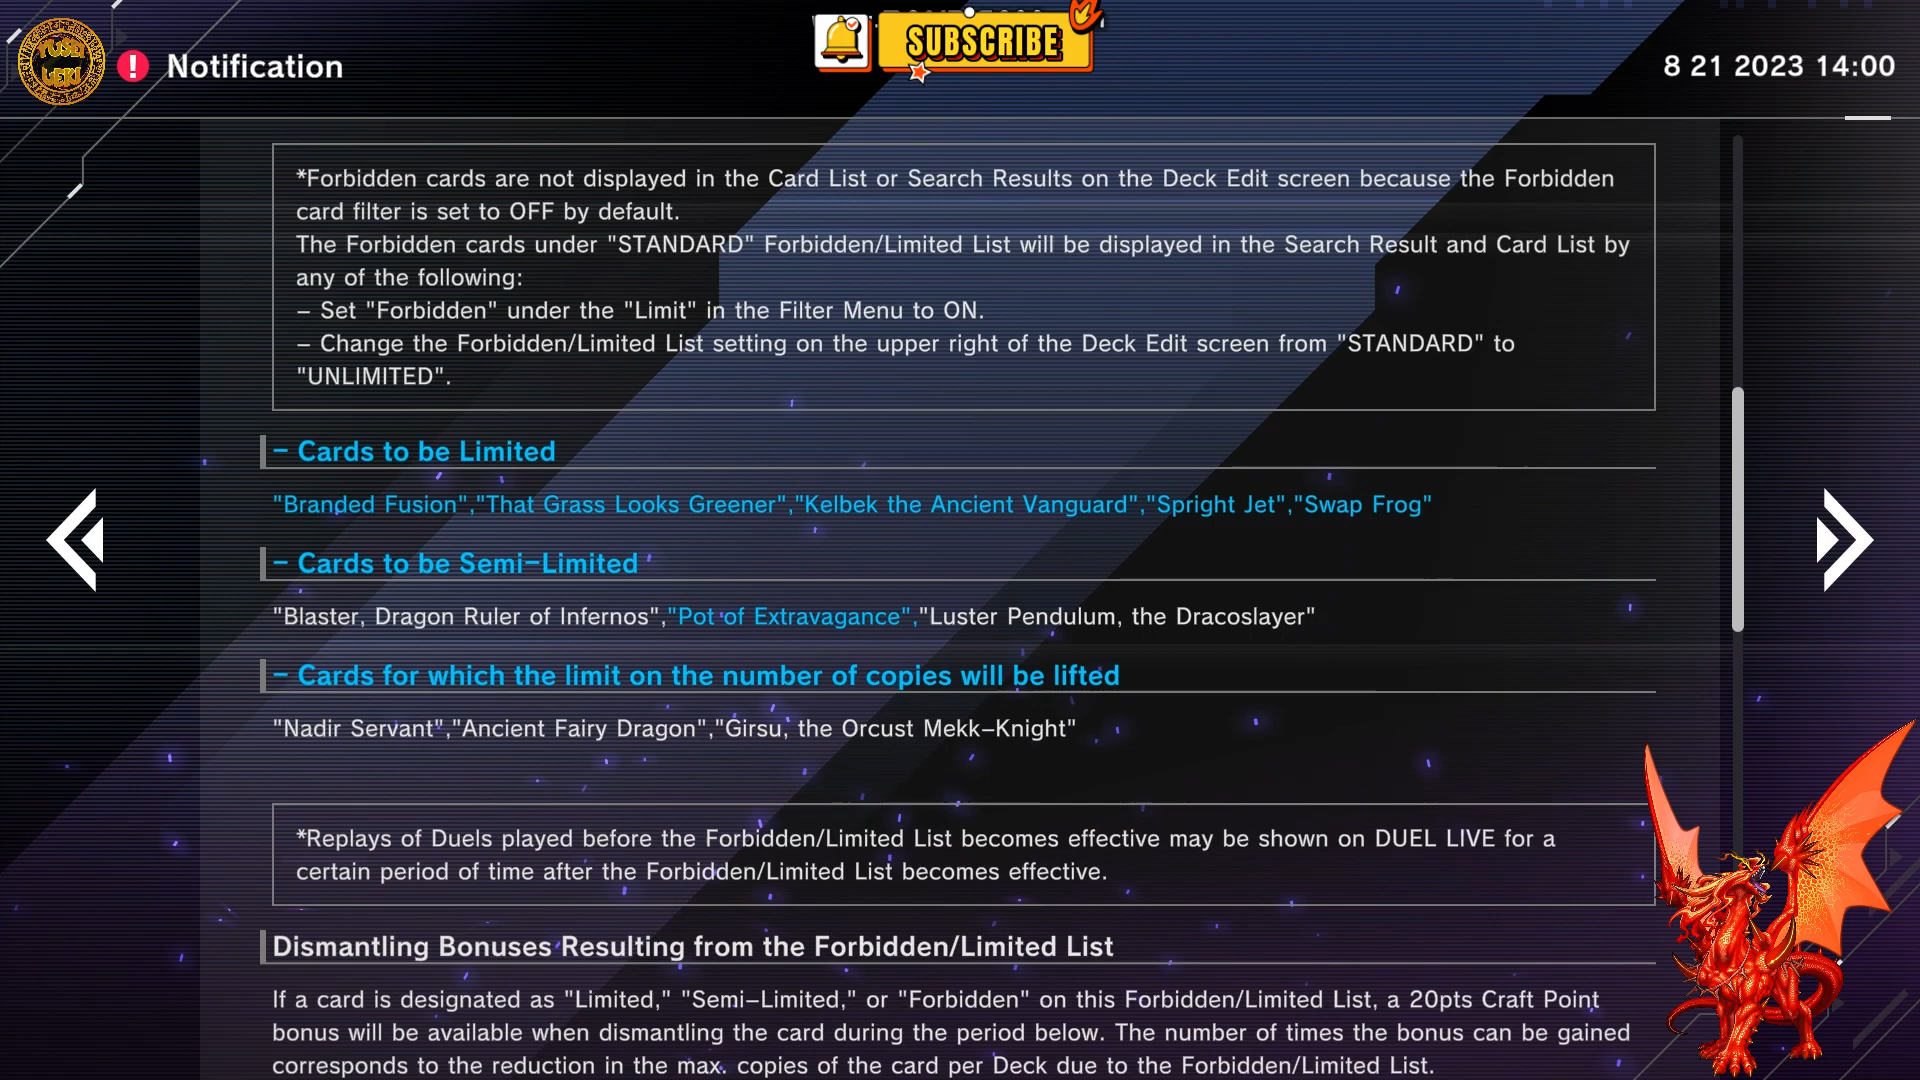 YUSEI
GEKI
! Notification
SUBSCRIBE
8 21 2023 14:00
*Forbidden cards are not displayed in the Card List or Search Results on the Deck Edit screen because the Forbidden
card filter is set to OFF by default.
The Forbidden cards under "STANDARD" Forbidden/Limited List will be displayed in the Search Result and Card List by
any of the following:
– Set "Forbidden" under the "Limit" in the Filter Menu to ON.
– Change the Forbidden/Limited List setting on the upper right of the Deck Edit screen from "STANDARD" to
"UNLIMITED".
– Cards to be Limited
"Branded Fusion","That Grass Looks Greener","Kelbek the Ancient Vanguard","Spright Jet","Swap Frog"
– Cards to be Semi–Limited
"Blaster, Dragon Ruler of Infernos","Pot of Extravagance","Luster Pendulum, the Dracoslayer"
– Cards for which the limit on the number of copies will be lifted
"Nadir Servant","Ancient Fairy Dragon","Girsu, the Orcust Mekk–Knight"
*Replays of Duels played before the Forbidden/Limited List becomes effective may be shown on DUEL LIVE for a
certain period of time after the Forbidden/Limited List becomes effective.
Dismantling Bonuses Resulting from the Forbidden/Limited List
If a card is designated as "Limited," "Semi–Limited," or "Forbidden" on this Forbidden/Limited List, a 20pts Craft Point
bonus will be available when dismantling the card during the period below. The number of times the bonus can be gained
corresponds to the reduction in the max. copies of the card per Deck due to the Forbidden/Limited List.